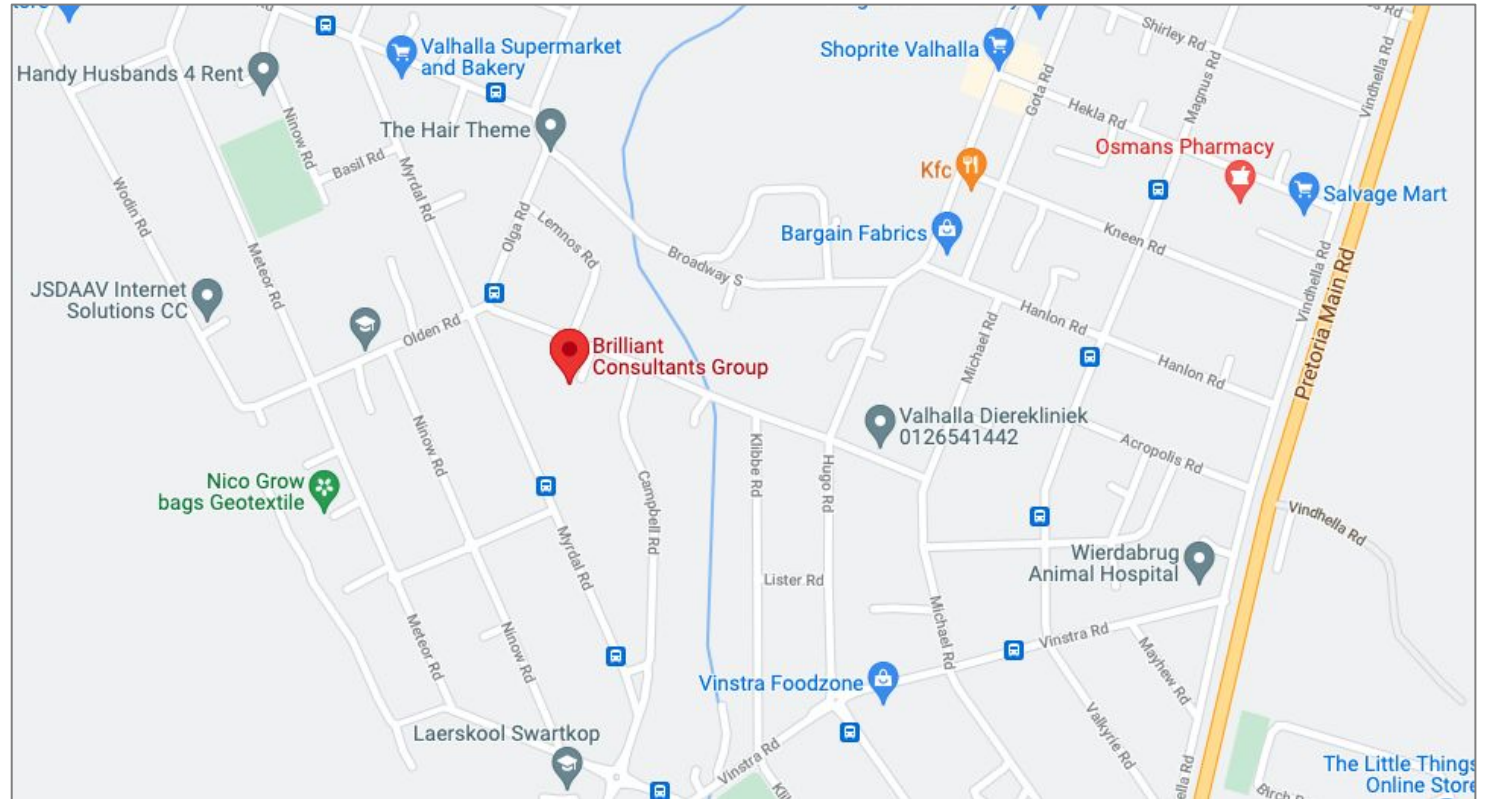 Shirley Rd
Valhalla Supermarket
and Bakery
Shoprite Valhalla
Handy Husbands 4 Rent
Vindhella Rd
Gota Rd
Magnus Rd
Hekla Rd
The Hair Theme
Ninow Rd
Osmans Pharmacy
Basil Rd
Kfc
Myrdal Rd
Salvage Mart
Wodin Rd
Olga Rd
Lemnos Rd
Bargain Fabrics
Kneen Rd
Broadway S
Meteor Rd
Vindhella Rd
Pretoria Main Rd
JSDAAV Internet
Solutions CC
Olden Rd
Hanlon Rd
Michael Rd
Brilliant
Consultants Group
Hanlon Rd
Valhalla Dierekliniek
0126541442
Ninow Rd
Klibbe Rd
Hugo Rd
Acropolis Rd
Nico Grow
bags Geotextile
Campbell Rd
Vindhella Rd
Myrdal Rd
Wierdabrug
Animal Hospital
Lister Rd
Meteor Rd
Ninow Rd
Michael Rd
Vinstra Rd
Mayhew Rd
Vinstra Foodzone
Valkyrie Rd
Laerskool Swartkop
Vinstra Rd
The Little Things
Online Store